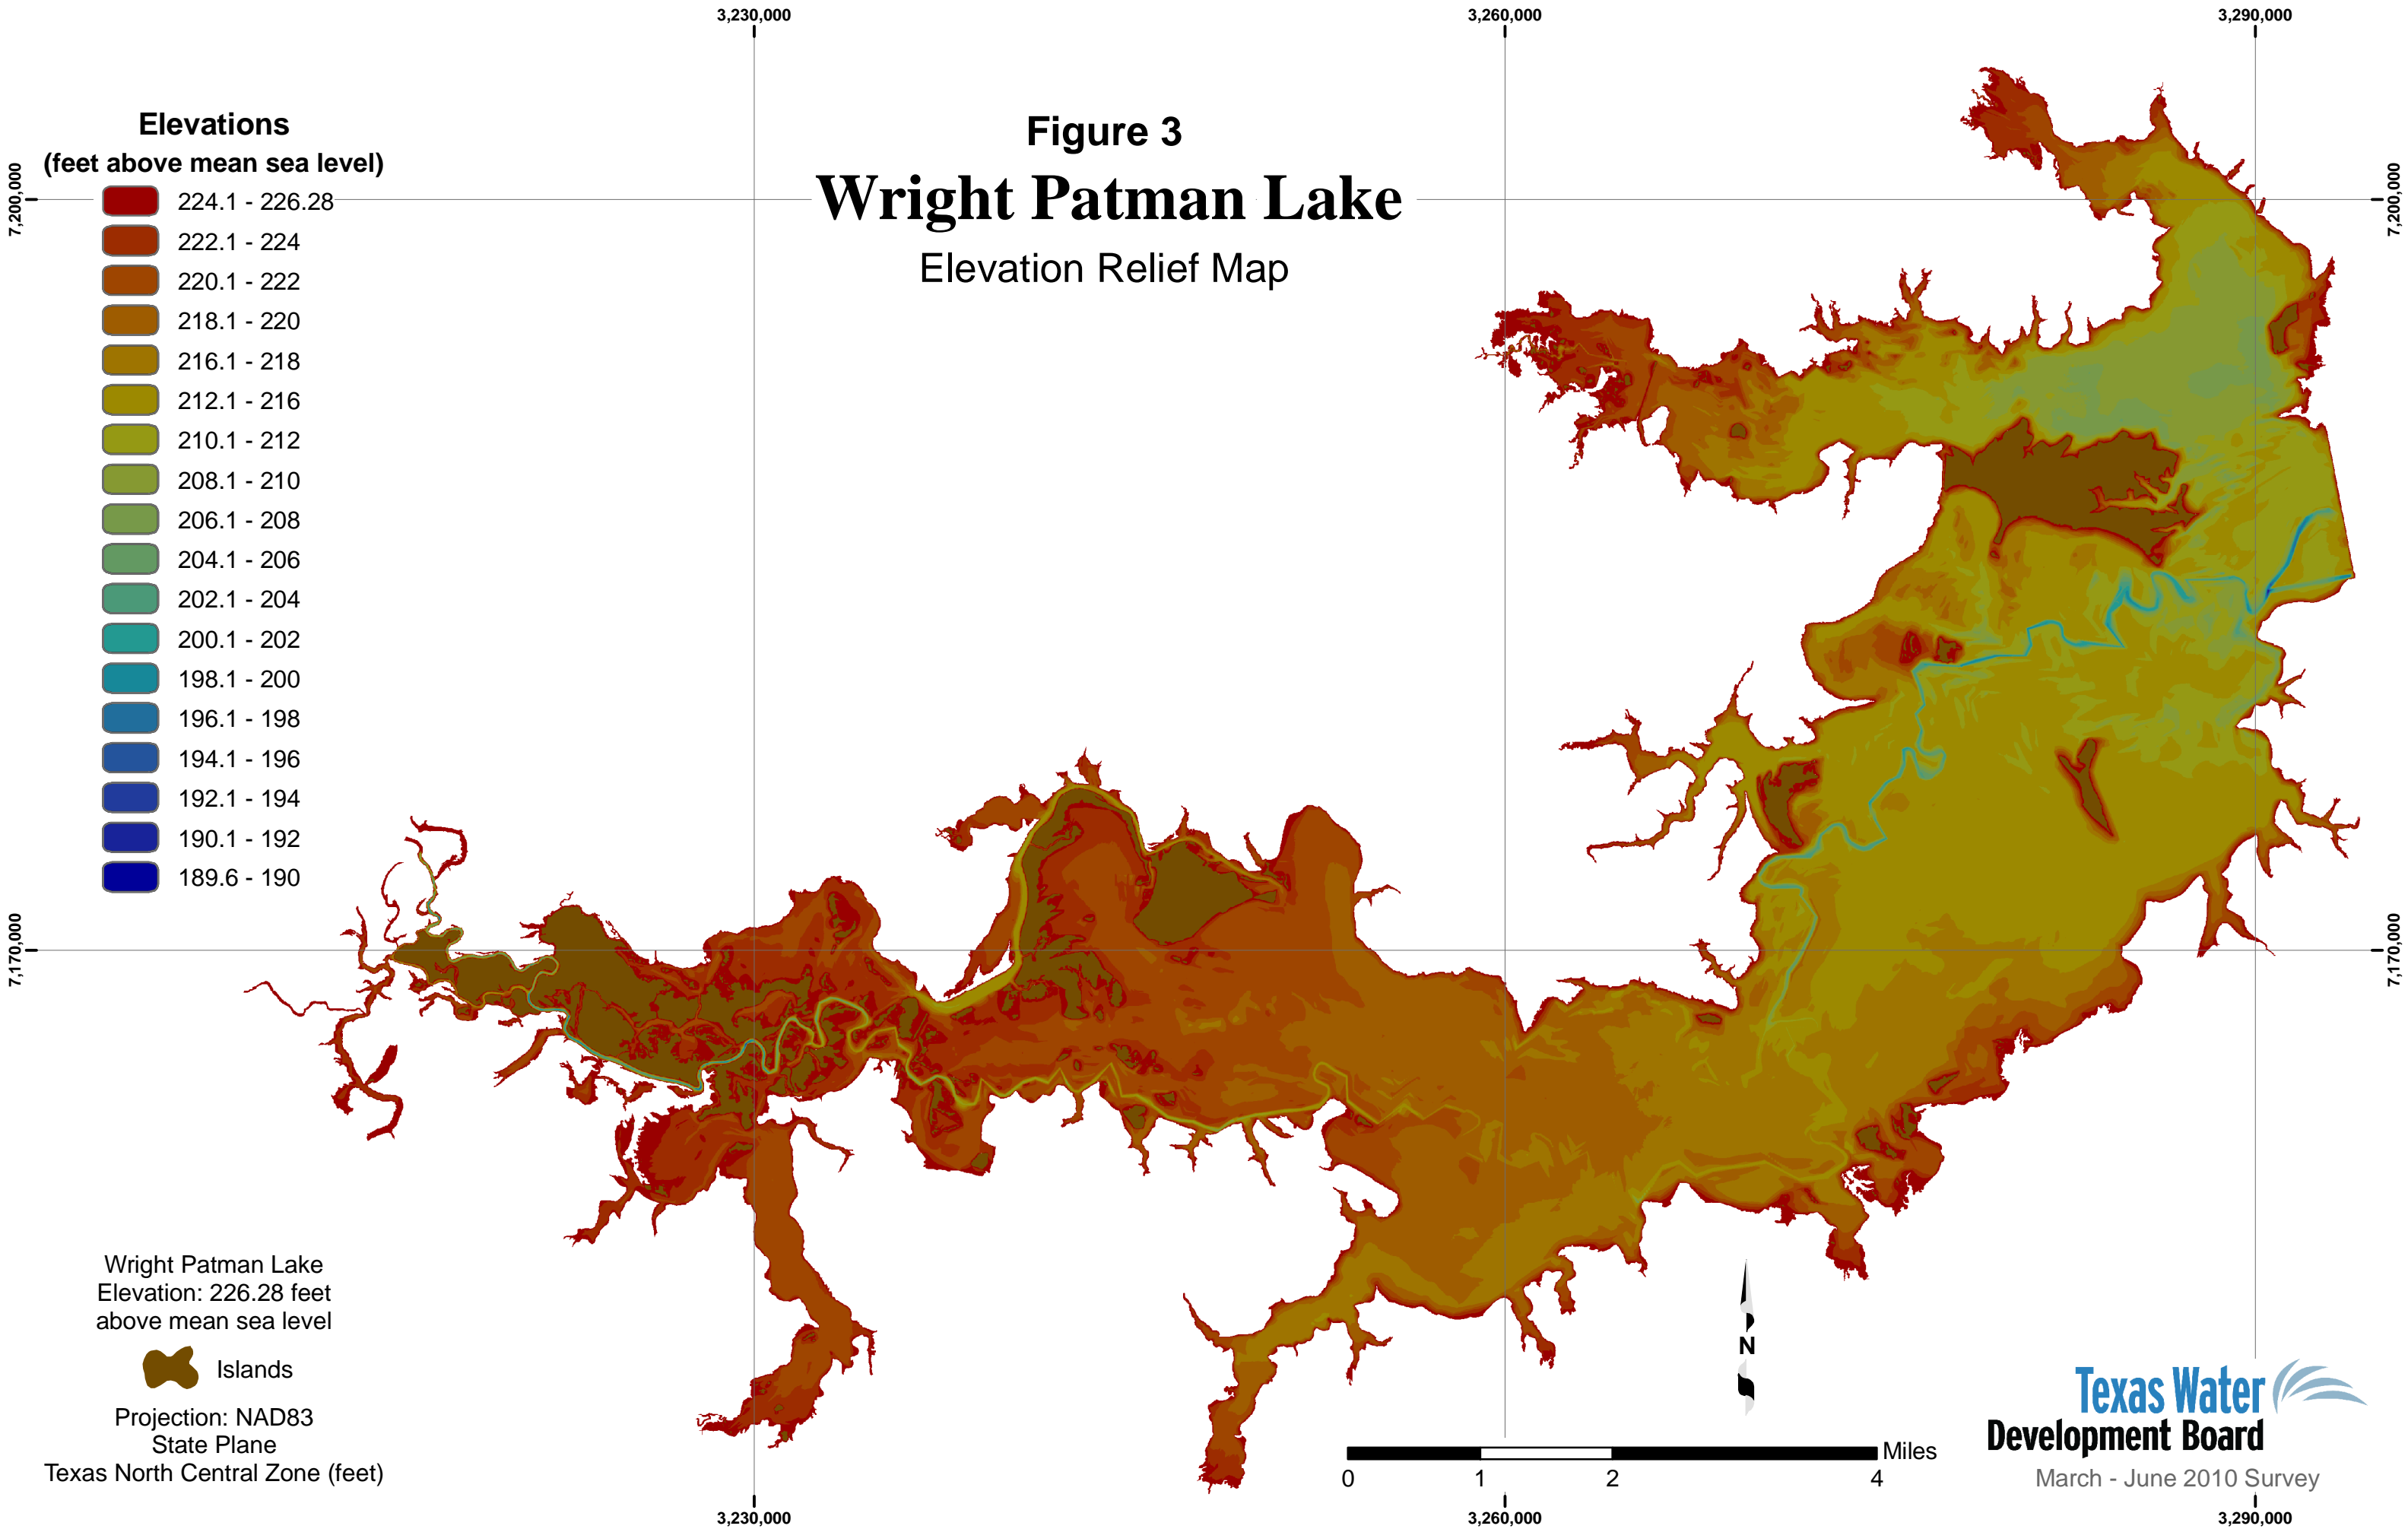 3,230,000
3,260,000
3,290,000
Figure 3
Wright Patman Lake
Elevation Relief Map
Elevations
(feet above mean sea level)
224.1 - 226.28
222.1 - 224
220.1 - 222
218.1 - 220
216.1 - 218
212.1 - 216
210.1 - 212
208.1 - 210
206.1 - 208
204.1 - 206
202.1 - 204
200.1 - 202
198.1 - 200
196.1 - 198
194.1 - 196
192.1 - 194
190.1 - 192
189.6 - 190
7,200,000
7,200,000
7,170,000
7,170,000
Wright Patman Lake
Elevation: 226.28 feet
above mean sea level
Islands
Projection: NAD83
State Plane
Texas North Central Zone (feet)
N
Miles
0 1 2 4
Texas Water
Development Board
March - June 2010 Survey
3,230,000
3,260,000
3,290,000